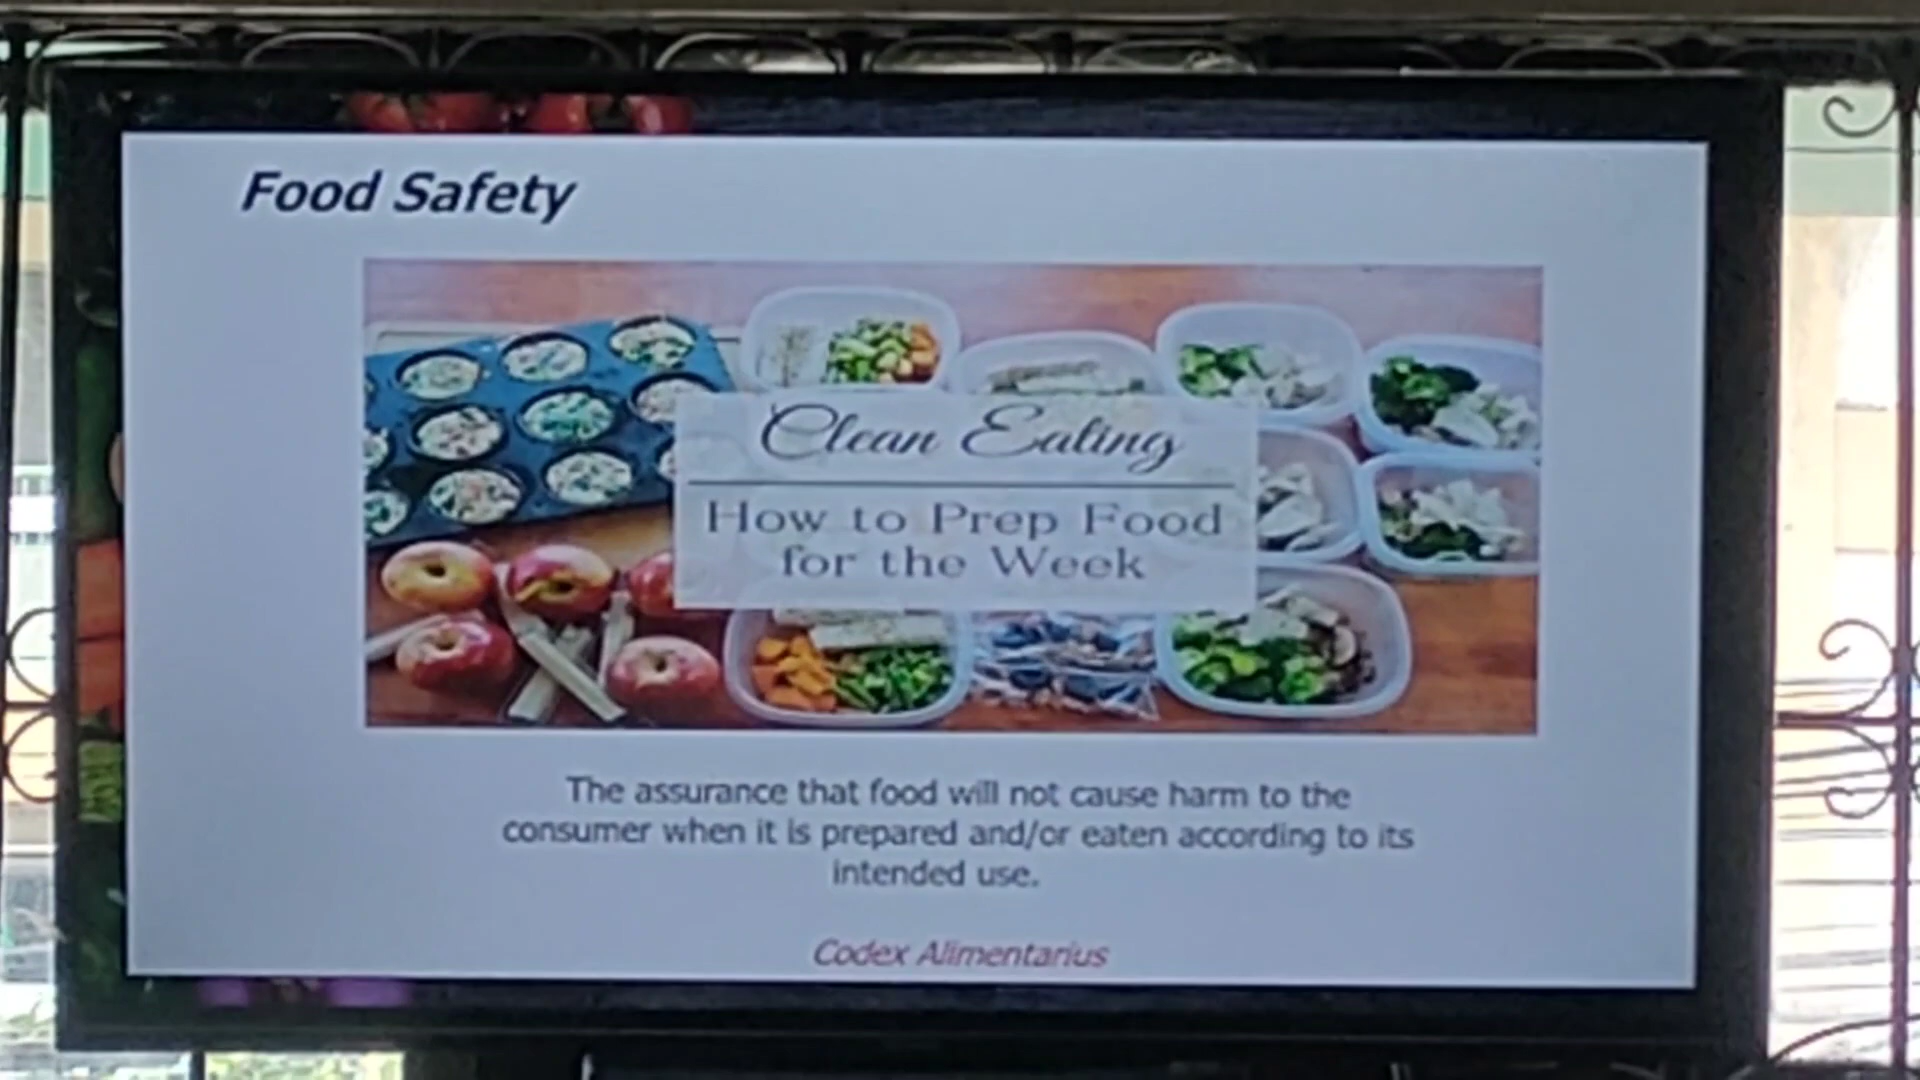 Food Safety
Clean Eating
How to Prep Food
for the Week
The assurance that food will not cause harm to the
consumer when it is prepared and/or eaten according to its
intended use.
Codex Alimentarius